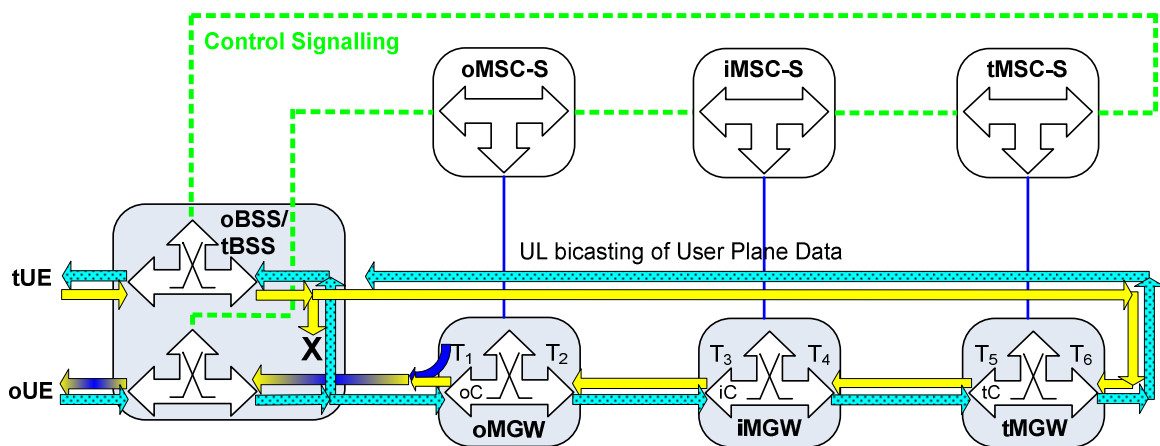 Control Signalling
oMSC-S
iMSC-S
tMSC-S
oBSS/
tBSS
UL bicasting of User Plane Data
tUE
X
T1
T2
T3
T4
T5
T6
oUE
oC
iC
tC
oMGW
iMGW
tMGW